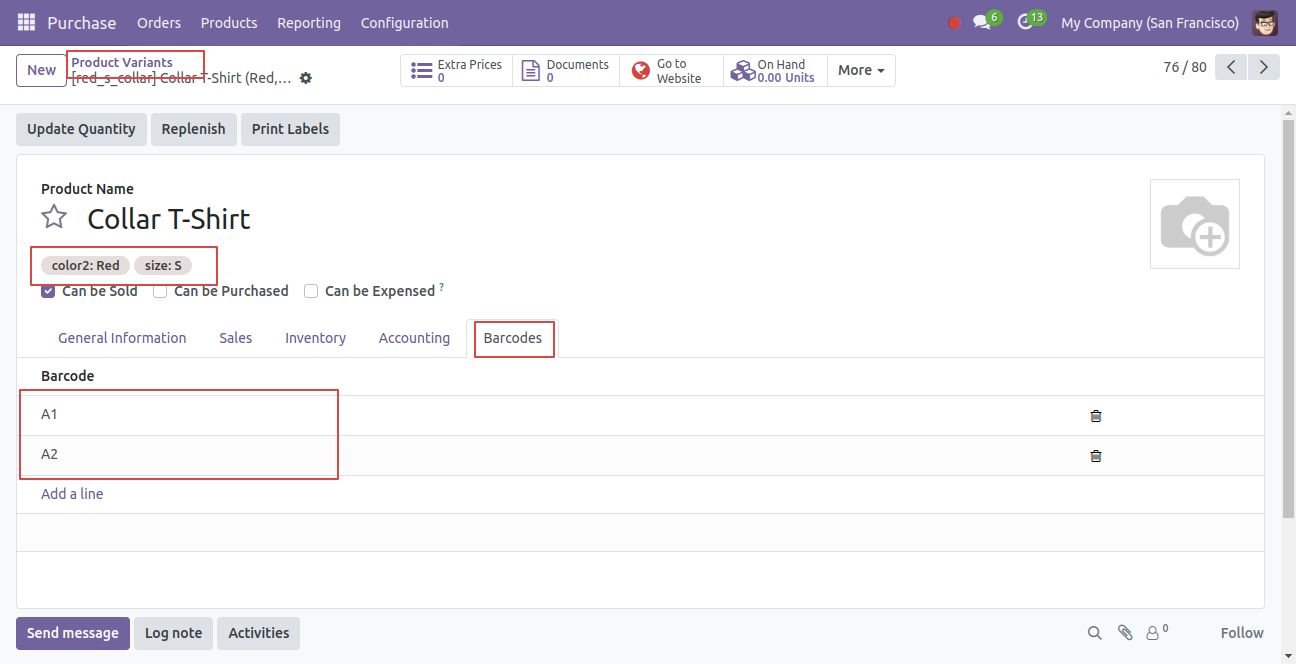 Purchase Orders Products Reporting Configuration 6 13 My Company (San Francisco)
New Product Variants
[red_s_collar] Collar T-Shirt (Red,...
Extra Prices
0
Documents
0
Go to
Website
On Hand
0.00 Units
More
76 / 80
Update Quantity Replenish Print Labels
Product Name
Collar T-Shirt
color2: Red size: S
Can be Sold Can be Purchased Can be Expensed ?
General Information Sales Inventory Accounting Barcodes
Barcode
A1
A2
Add a line
Send message Log note Activities 0 Follow